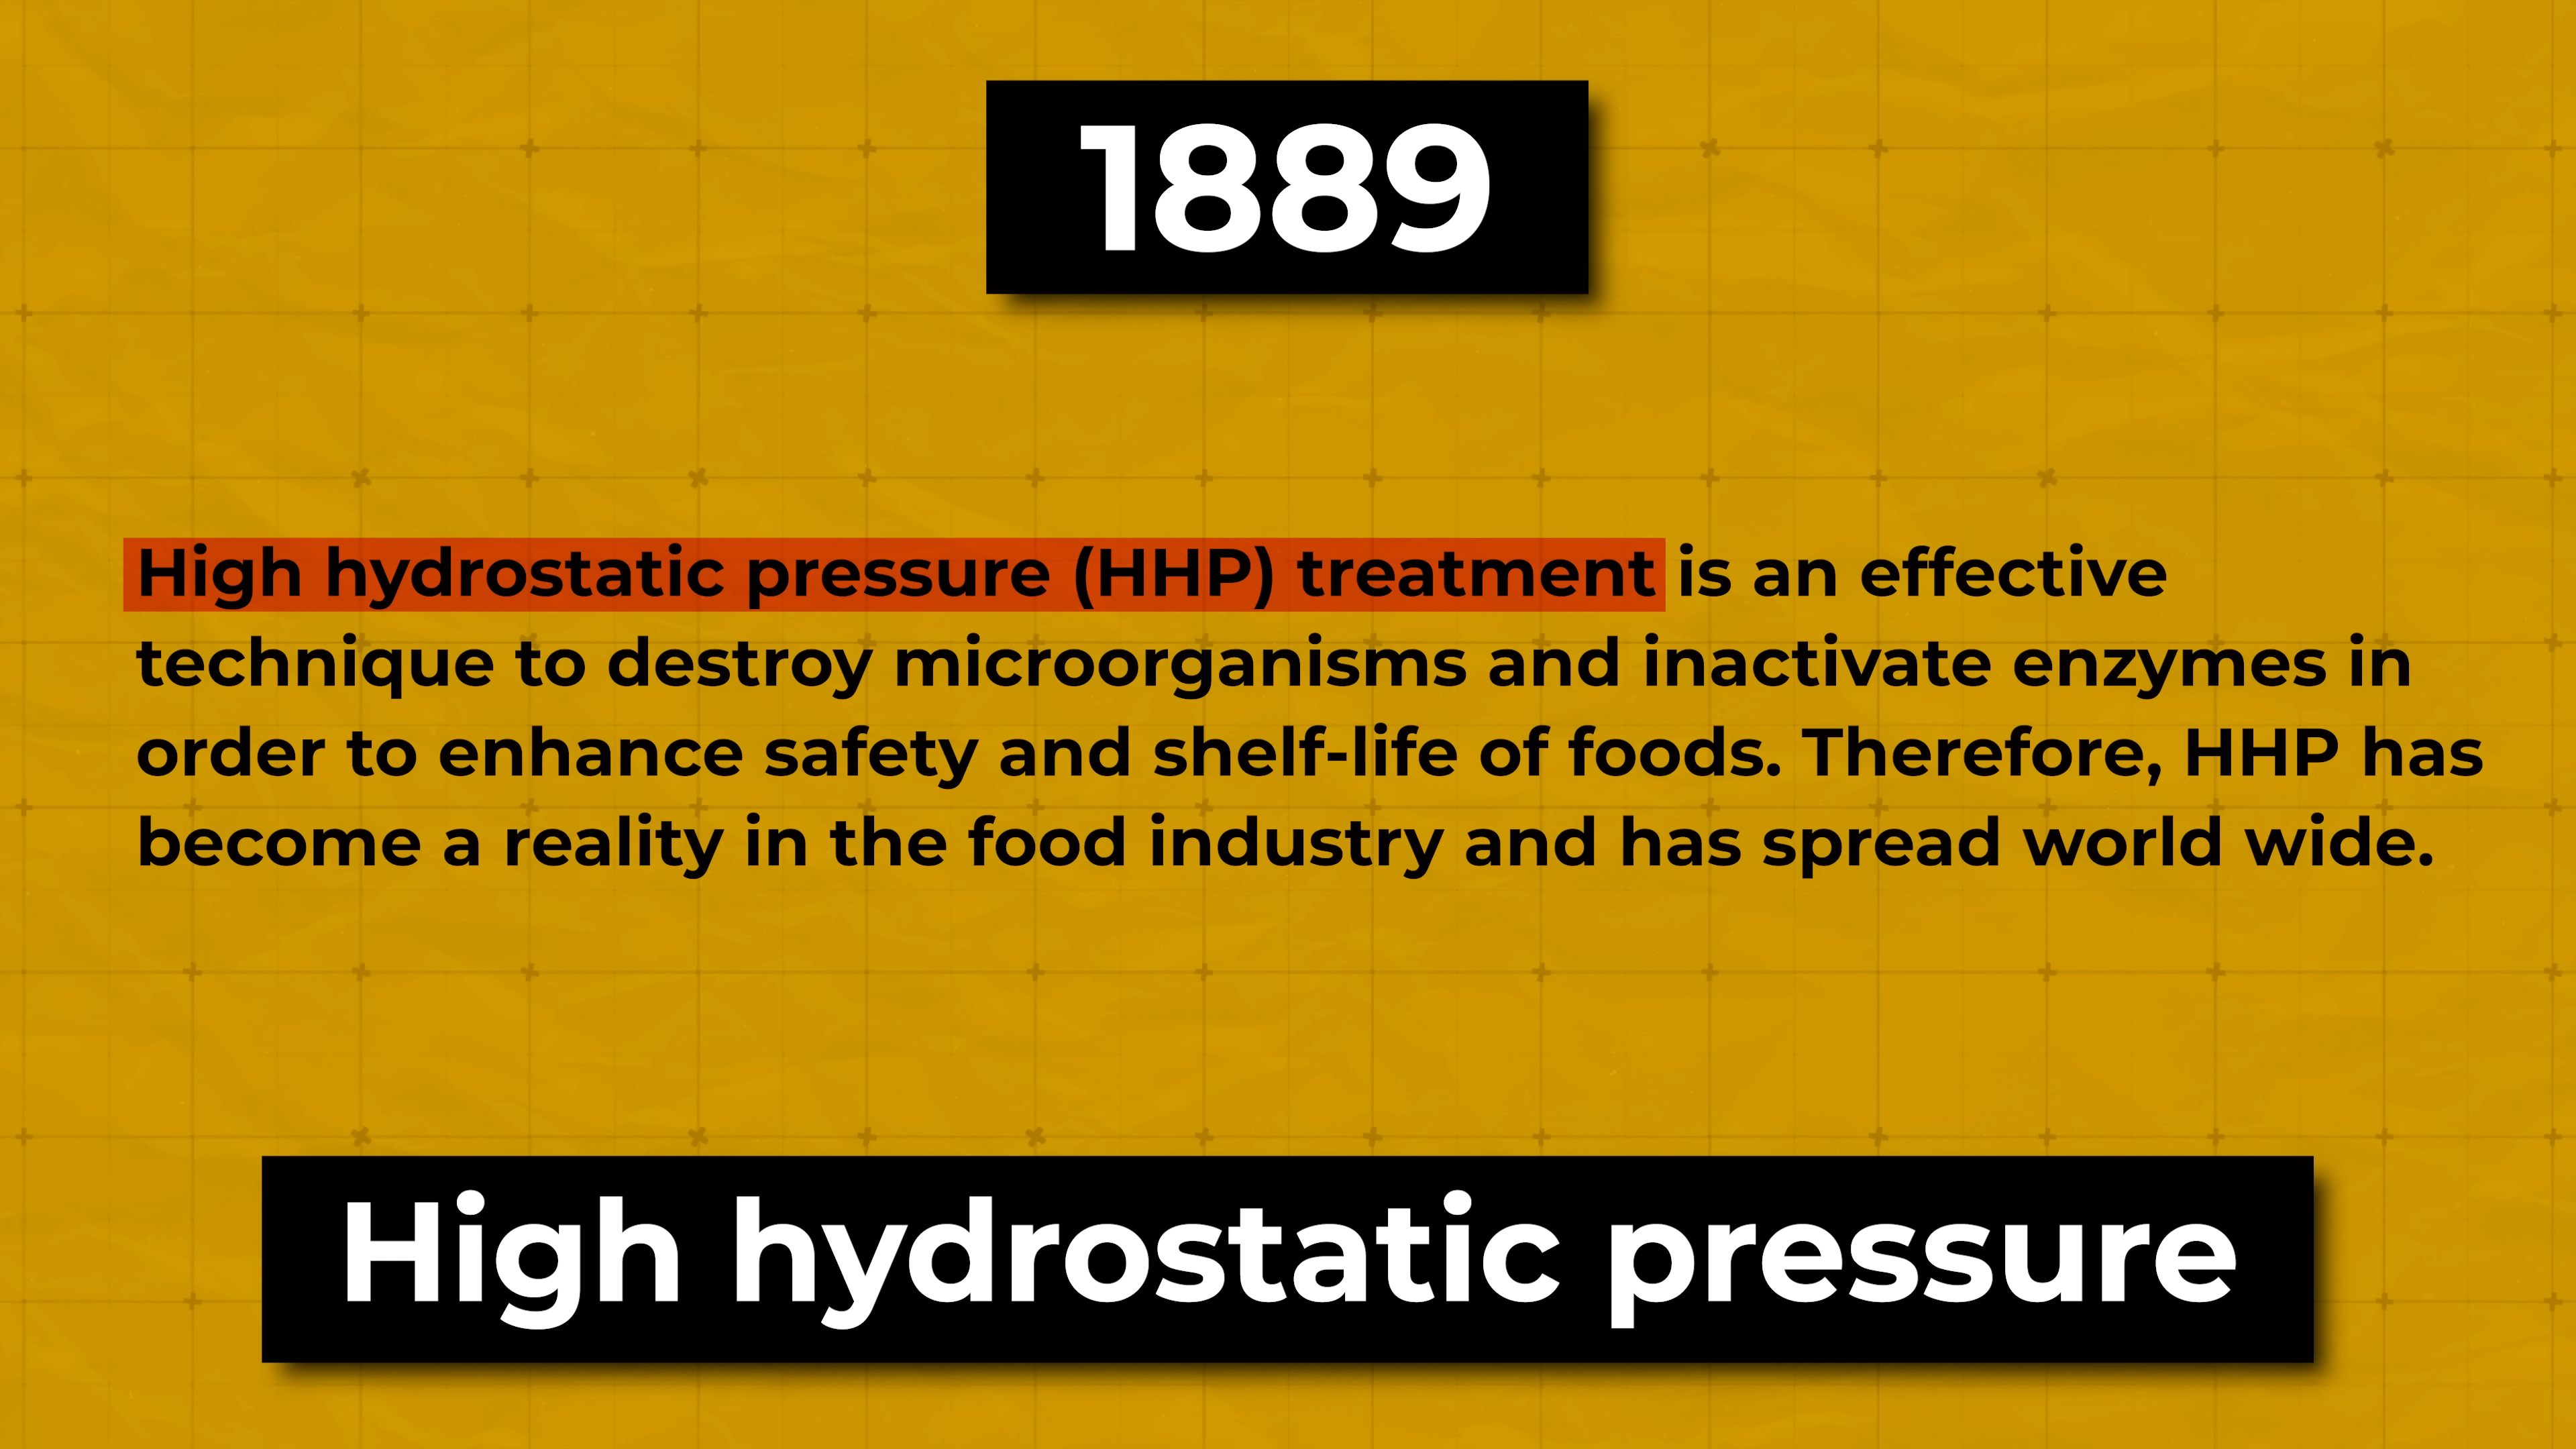 1889
High hydrostatic pressure (HHP) treatment is an effective
technique to destroy microorganisms and inactivate enzymes in
order to enhance safety and shelf-life of foods. Therefore, HHP has
become a reality in the food industry and has spread world wide.
High hydrostatic pressure